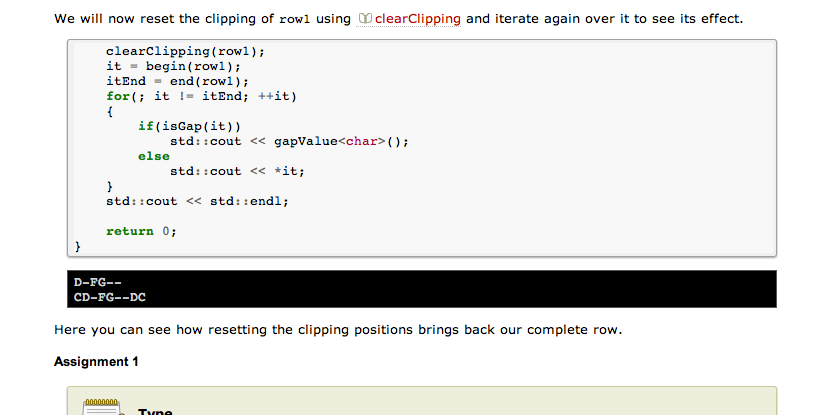 We will now reset the clipping of row1 using clearClipping and iterate again over it to see its effect.
clearClipping(row1);
it = begin(row1);
itEnd = end(row1);
for(; it != itEnd; ++it)
{
if(isGap(it))
std::cout << gapValue<char>();
else
std::cout << *it;
}
std::cout << std::endl;
return 0;
}
D-FG--
CD-FG--DC
Here you can see how resetting the clipping positions brings back our complete row.
Assignment 1
Type